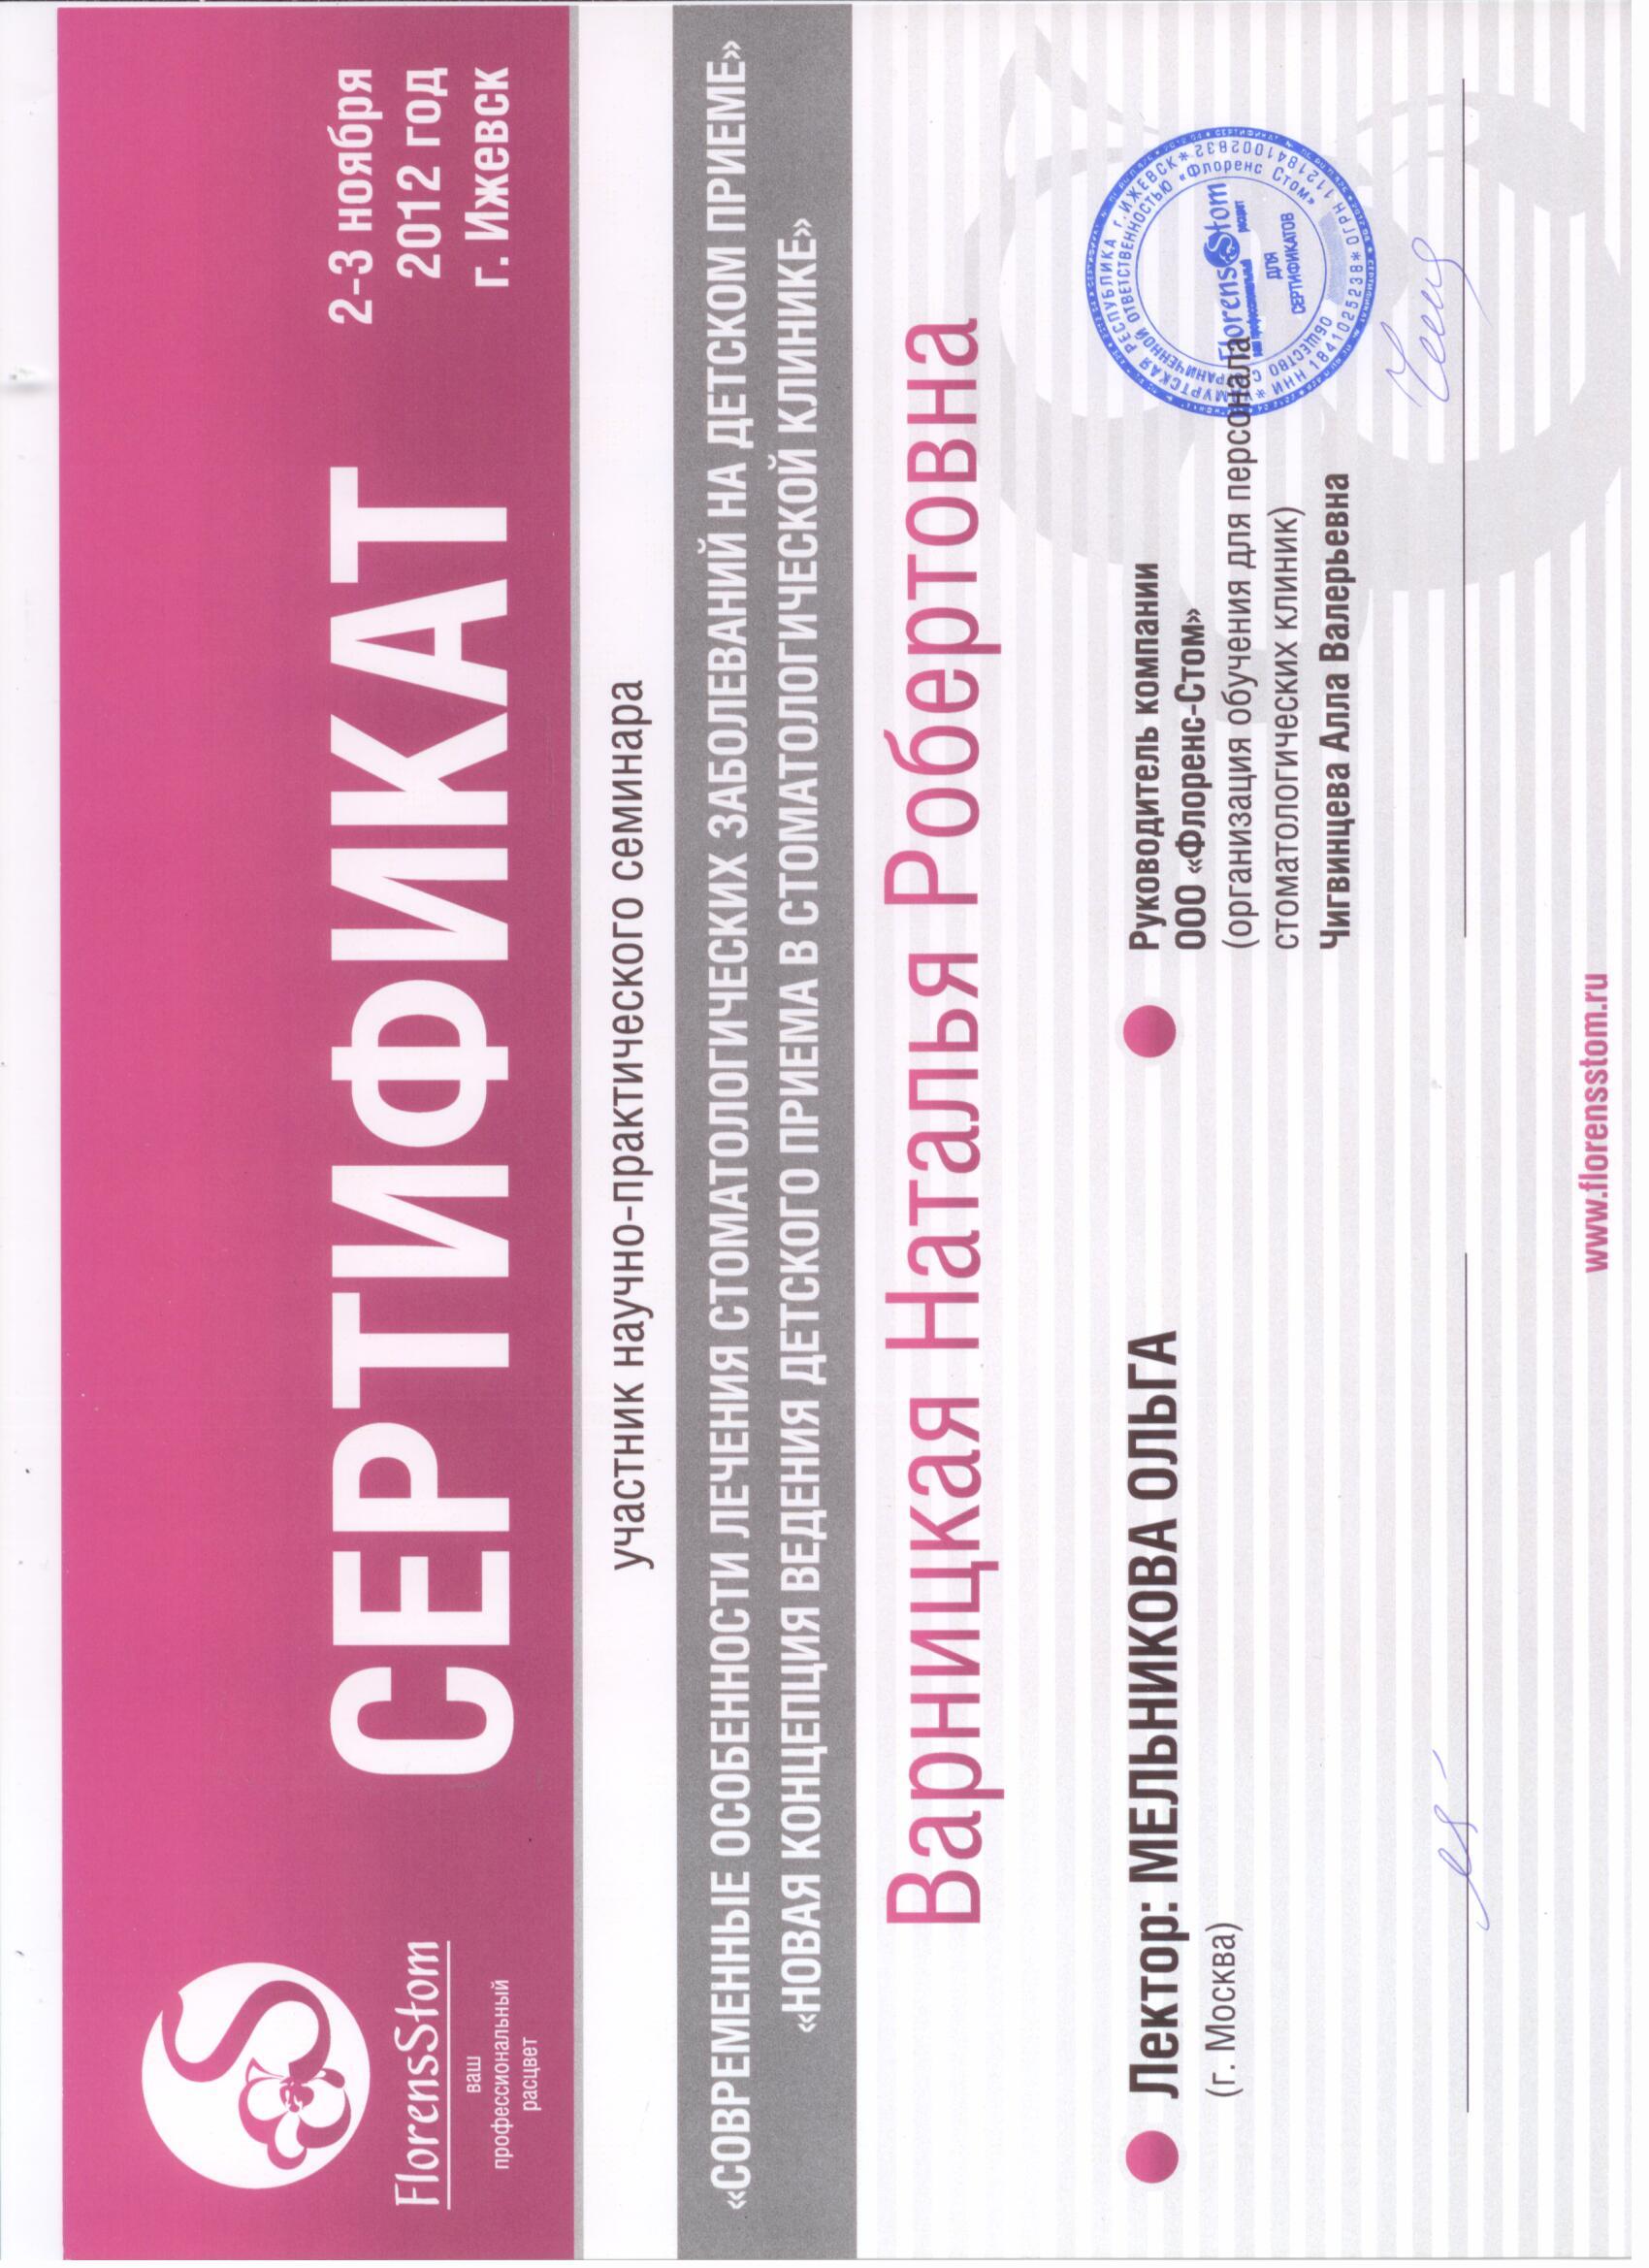 FlorensStom
ваш
профессиональный
расцвет
СЕРТИФИКАТ
2-3 ноября
2012 год
г. Ижевск
участник научно-практического семинара
«СОВРЕМЕННЫЕ ОСОБЕННОСТИ ЛЕЧЕНИЯ СТОМАТОЛОГИЧЕСКИХ ЗАБОЛЕВАНИЙ НА ДЕТСКОМ ПРИЕМЕ»
«НОВАЯ КОНЦЕПЦИЯ ВЕДЕНИЯ ДЕТСКОГО ПРИЕМА В СТОМАТОЛОГИЧЕСКОЙ КЛИНИКЕ»
Варницкая Наталья Робертовна
Лектор: МЕЛЬНИКОВА ОЛЬГА
(г. Москва)
Руководитель компании
ООО «Флоренс-Стом»
(организация обучения для персонала
стоматологических клиник)
Чигвинцева Алла Валерьевна
РЕСПУБЛИКА г. ИЖЕВСК
ОТВЕТСТВЕННОСТЬЮ «Флоренс Стом»
ИНН 1841025238 * ОГРН 1121841002832
FlorensStom
ДЛЯ
СЕРТИФИКАТОВ
www.florensstom.ru